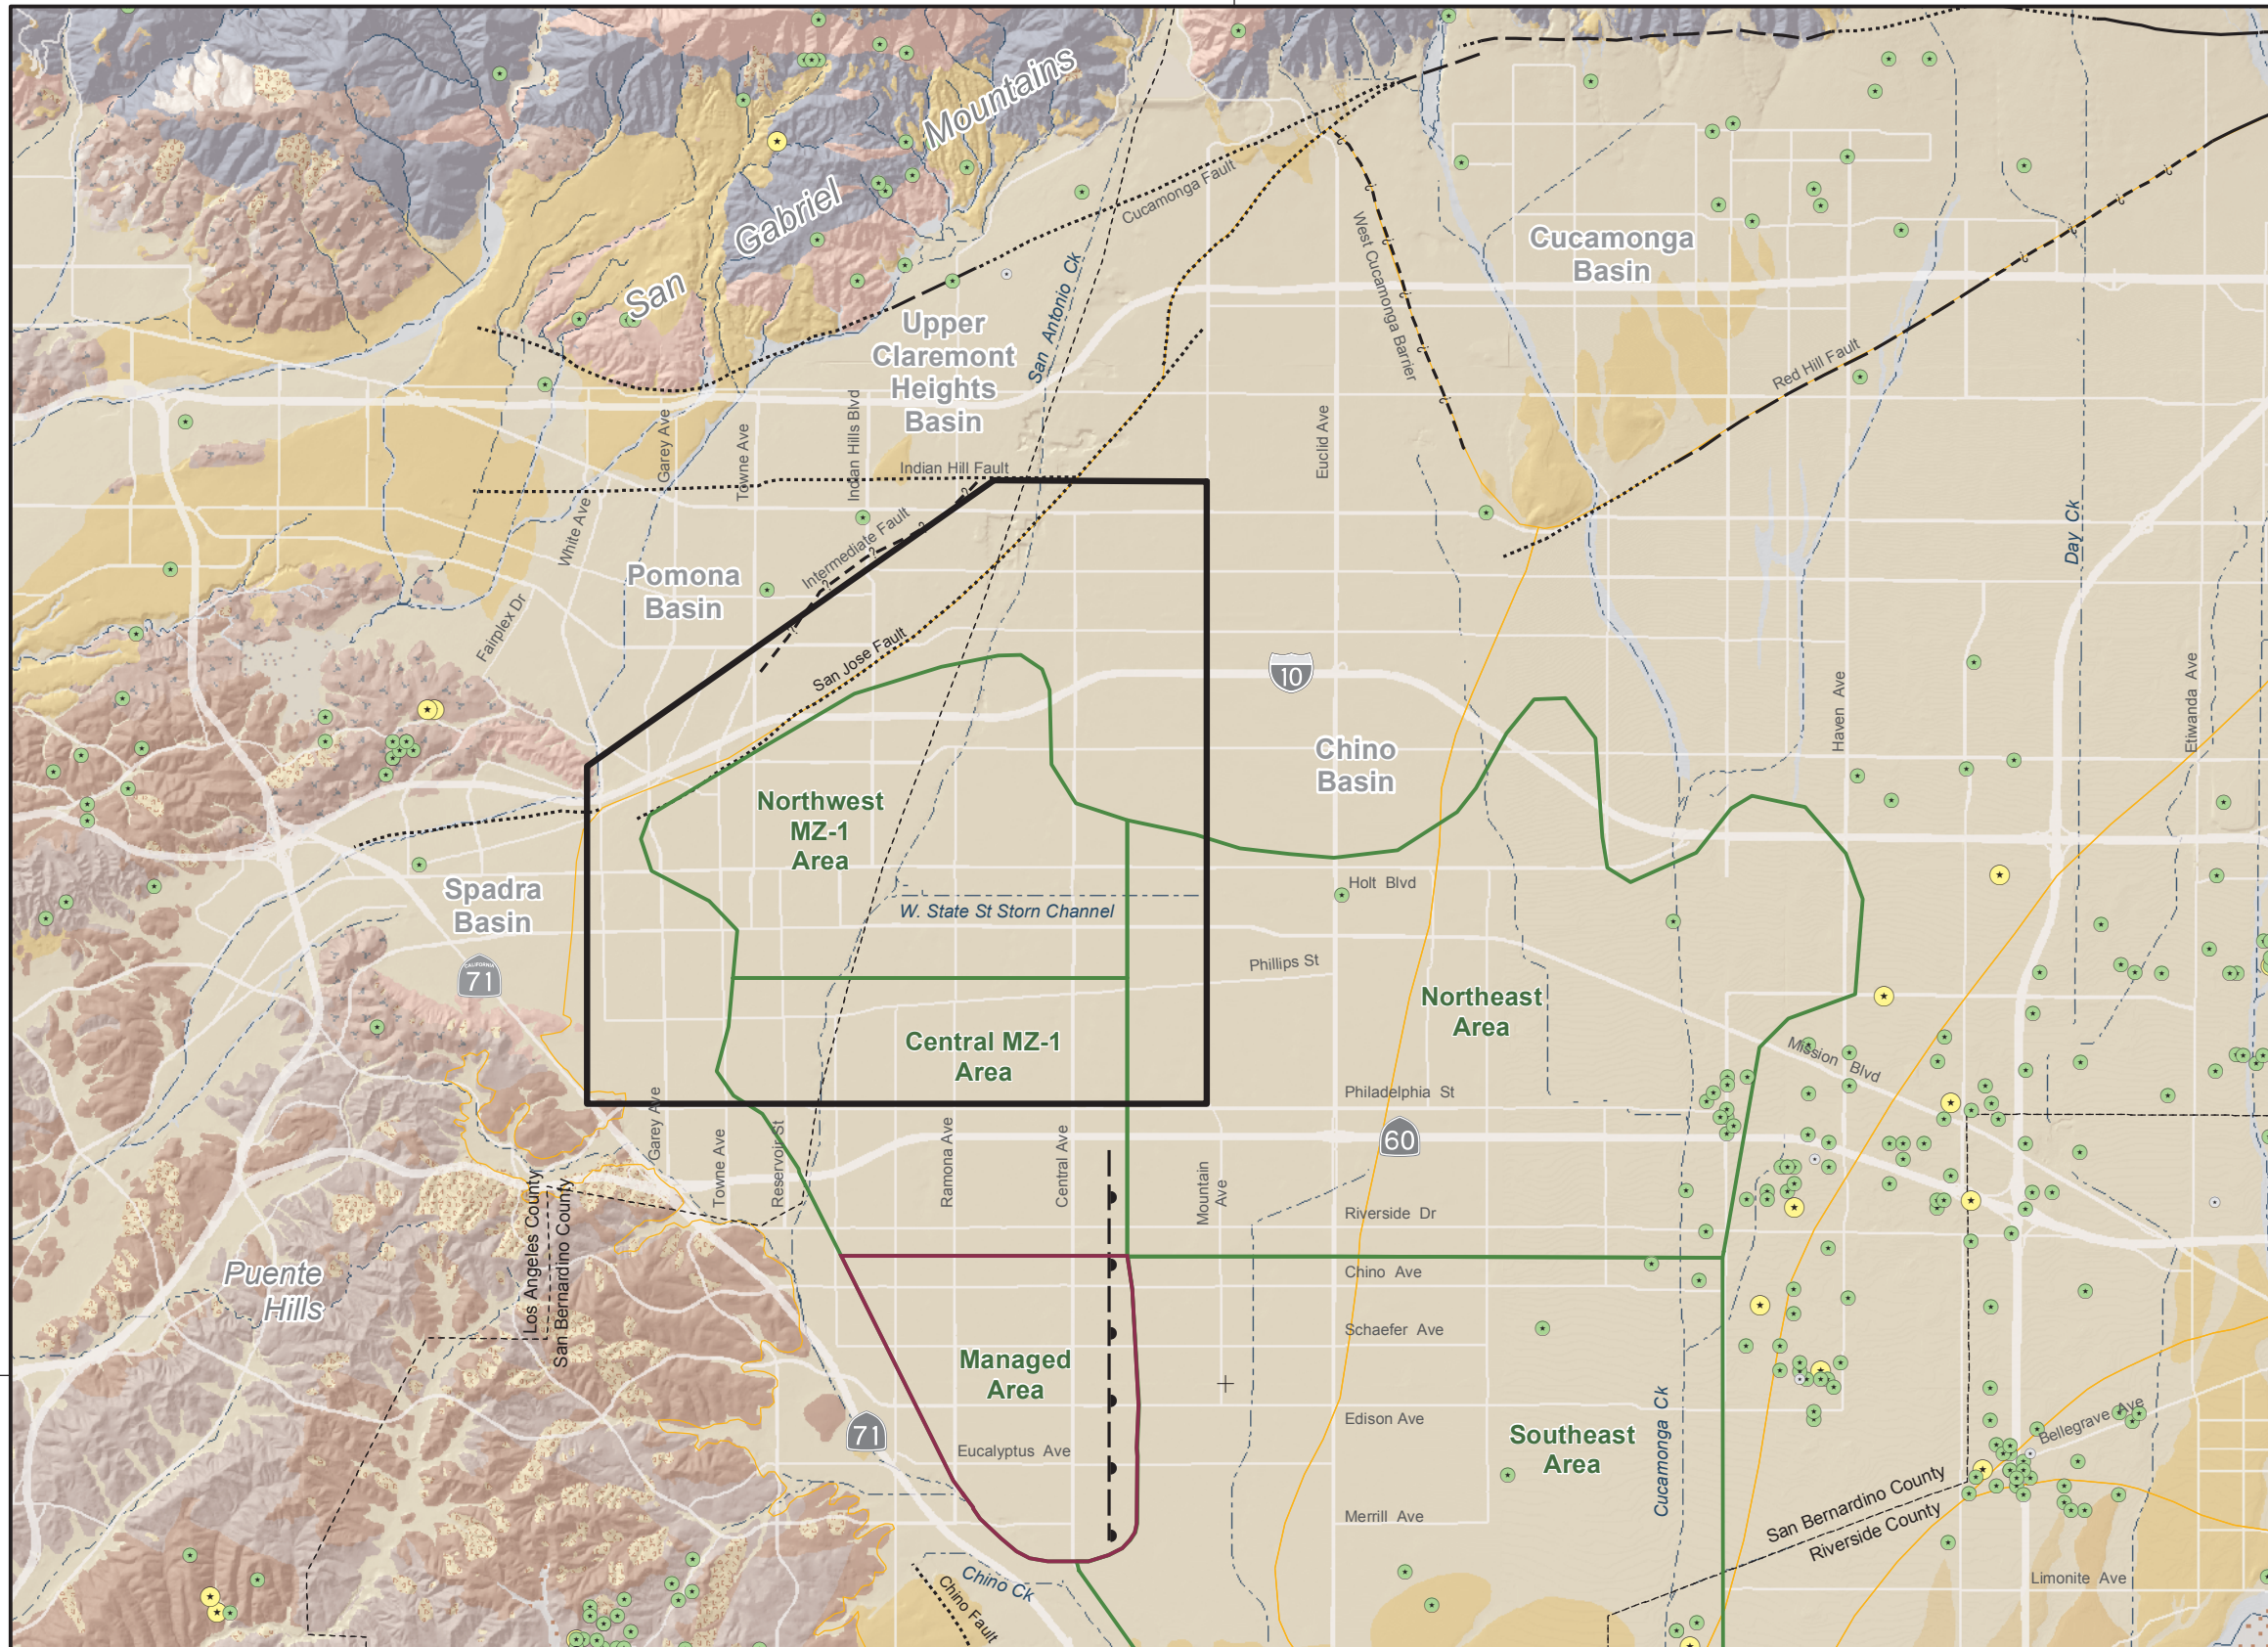 San Gabriel Mountains
Cucamonga Fault
San Antonio Ck
West Cucamonga Barrier
Cucamonga
Basin
Upper
Claremont
Heights
Basin
Red Hill Fault
Garey Ave
Towne Ave
Indian Hills Blvd
Euclid Ave
Indian Hill Fault
Intermediate Fault
White Ave
Day Ck
Pomona
Basin
Fairplex Dr
San Jose Fault
10
Chino
Basin
Haven Ave
Etiwanda Ave
Northwest
MZ-1
Area
Holt Blvd
Spadra
Basin
W. State St Storn Channel
CALIFORNIA
71
Phillips St
Northeast
Area
Central MZ-1
Area
Mission Blvd
Philadelphia St
60
Garey Ave
Towne Ave
Reservoir St
Ramona Ave
Central Ave
Mountain
Ave
Los Angeles County
San Bernardino County
Riverside Dr
Puente
Hills
Chino Ave
Schaefer Ave
Managed
Area
Edison Ave
71
Eucalyptus Ave
Southeast
Area
Cucamonga Ck
Bellegrave Ave
Merrill Ave
San Bernardino County
Riverside County
Chino Ck
Chino Fault
Limonite Ave
?
?
?
?
?